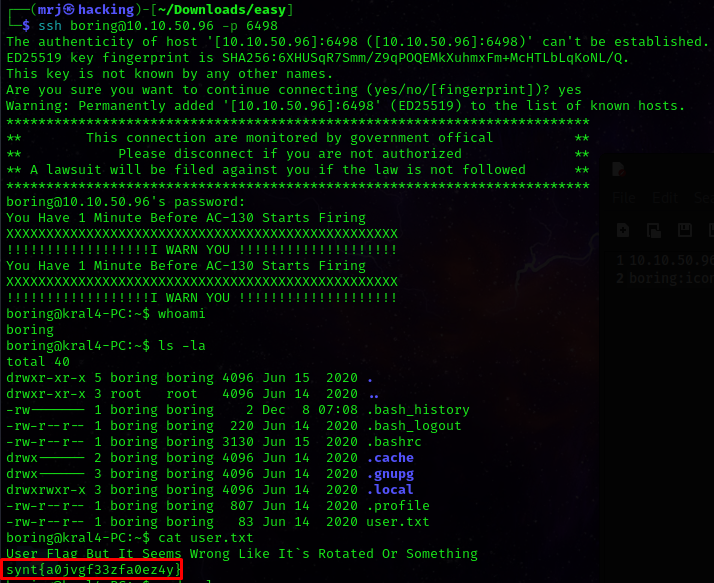 ┌──(mrj㉿hacking)-[~/Downloads/easy]
└─$ ssh boring@10.10.50.96 -p 6498
The authenticity of host '[10.10.50.96]:6498 ([10.10.50.96]:6498)' can't be established.
ED25519 key fingerprint is SHA256:6XHUSqR7Smm/Z9qPOQEMkXuhmxFm+McHTLbLqKoNL/Q.
This key is not known by any other names.
Are you sure you want to continue connecting (yes/no/[fingerprint])? yes
Warning: Permanently added '[10.10.50.96]:6498' (ED25519) to the list of known hosts.
*************************************************************************
**        This connection are monitored by government offical          **
**            Please disconnect if you are not authorized              **
** A lawsuit will be filed against you if the law is not followed      **
*************************************************************************
boring@10.10.50.96's password:
You Have 1 Minute Before AC-130 Starts Firing
XXXXXXXXXXXXXXXXXXXXXXXXXXXXXXXXXXXXXXXXXXXXXXXXX
!!!!!!!!!!!!!!!!!!I WARN YOU !!!!!!!!!!!!!!!!!!!!
You Have 1 Minute Before AC-130 Starts Firing
XXXXXXXXXXXXXXXXXXXXXXXXXXXXXXXXXXXXXXXXXXXXXXXXX
!!!!!!!!!!!!!!!!!!I WARN YOU !!!!!!!!!!!!!!!!!!!!
boring@kral4-PC:~$ whoami
boring
boring@kral4-PC:~$ ls -la
total 40
drwxr-xr-x 5 boring boring 4096 Jun 15  2020 .
drwxr-xr-x 3 root   root   4096 Jun 14  2020 ..
-rw------- 1 boring boring    2 Dec  8 07:08 .bash_history
-rw-r--r-- 1 boring boring  220 Jun 14  2020 .bash_logout
-rw-r--r-- 1 boring boring 3130 Jun 15  2020 .bashrc
drwx------ 2 boring boring 4096 Jun 14  2020 .cache
drwx------ 3 boring boring 4096 Jun 14  2020 .gnupg
drwxrwxr-x 3 boring boring 4096 Jun 14  2020 .local
-rw-r--r-- 1 boring boring  807 Jun 14  2020 .profile
-rw-r--r-- 1 boring boring   83 Jun 14  2020 user.txt
boring@kral4-PC:~$ cat user.txt
User Flag But It Seems Wrong Like It`s Rotated Or Something
synt{a0jvgf33zfa0ez4y}
File Edit
1 10.10.50.96
2 boring: